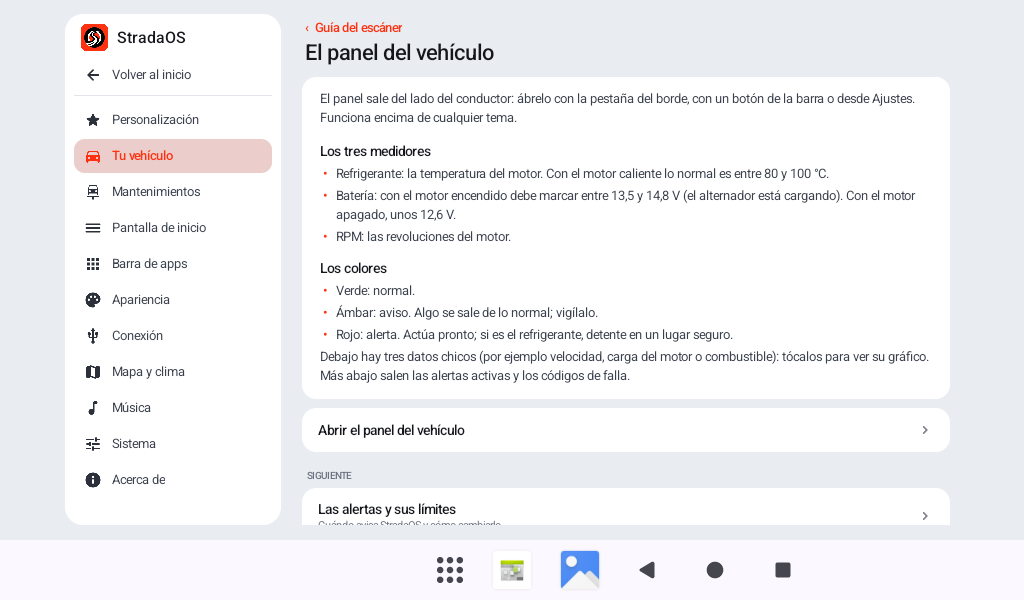 StradaOS
Volver al inicio
Personalización
Tu vehículo
Mantenimientos
Pantalla de inicio
Barra de apps
Apariencia
Conexión
Mapa y clima
Música
Sistema
Acerca de
‹ Guía del escáner
El panel del vehículo
El panel sale del lado del conductor: ábrelo con la pestaña del borde, con un botón de la barra o desde Ajustes.
Funciona encima de cualquier tema.
Los tres medidores
• Refrigerante: la temperatura del motor. Con el motor caliente lo normal es entre 80 y 100 °C.
• Batería: con el motor encendido debe marcar entre 13,5 y 14,8 V (el alternador está cargando). Con el motor
apagado, unos 12,6 V.
• RPM: las revoluciones del motor.
Los colores
• Verde: normal.
• Ámbar: aviso. Algo se sale de lo normal; vigílalo.
• Rojo: alerta. Actúa pronto; si es el refrigerante, detente en un lugar seguro.
Debajo hay tres datos chicos (por ejemplo velocidad, carga del motor o combustible): tócalos para ver su gráfico.
Más abajo salen las alertas activas y los códigos de falla.
Abrir el panel del vehículo
SIGUIENTE
Las alertas y sus límites
Cuándo avisa StradaOS y cómo cambiarlo